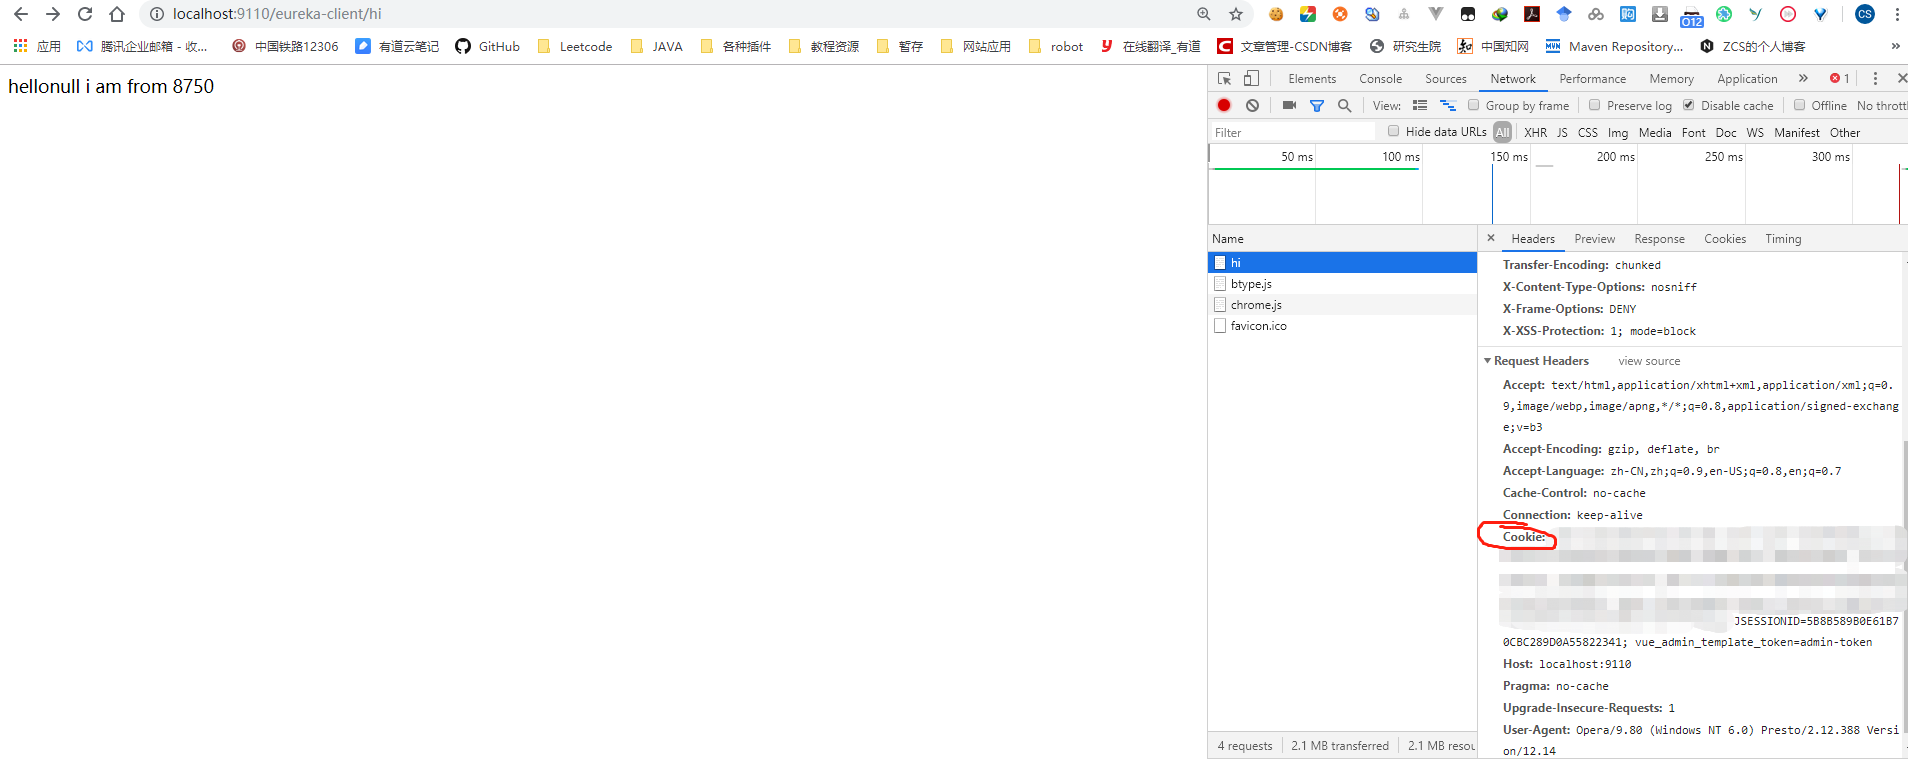 localhost:9110/eureka-client/hi
O12
CS
应用 腾讯企业邮箱 - 收... 中国铁路12306 有道云笔记 GitHub Leetcode JAVA 各种插件 教程资源 暂存 网站应用 robot 在线翻译_有道 文章管理-CSDN博客 研究生院 中国知网 Maven Repository... ZCS的个人博客 »
hellonull i am from 8750
Elements Console Sources Network Performance Memory Application » 1
View: Group by frame Preserve log Disable cache Offline No thrott
Filter Hide data URLs All XHR JS CSS Img Media Font Doc WS Manifest Other
50 ms 100 ms 150 ms 200 ms 250 ms 300 ms
Name
hi
btype.js
chrome.js
favicon.ico
4 requests 2.1 MB transferred 2.1 MB resou
× Headers Preview Response Cookies Timing
Transfer-Encoding: chunked
X-Content-Type-Options: nosniff
X-Frame-Options: DENY
X-XSS-Protection: 1; mode=block
Request Headers view source
Accept: text/html,application/xhtml+xml,application/xml;q=0.
9,image/webp,image/apng,*/*;q=0.8,application/signed-exchang
e;v=b3
Accept-Encoding: gzip, deflate, br
Accept-Language: zh-CN,zh;q=0.9,en-US;q=0.8,en;q=0.7
Cache-Control: no-cache
Connection: keep-alive
Cookie:
JSESSIONID=5B8B589B0E61B7
0CBC289D0A55822341; vue_admin_template_token=admin-token
Host: localhost:9110
Pragma: no-cache
Upgrade-Insecure-Requests: 1
User-Agent: Opera/9.80 (Windows NT 6.0) Presto/2.12.388 Versi
on/12.14